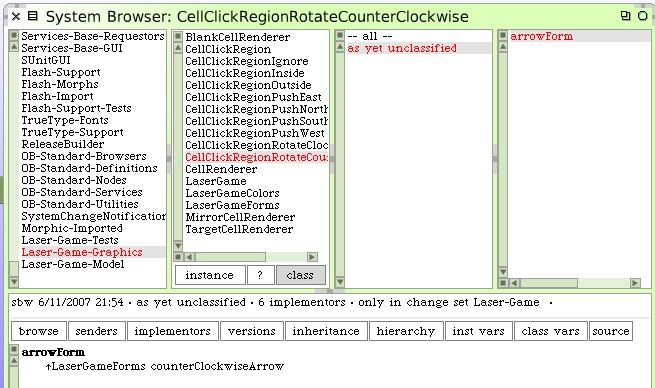 System Browser: CellClickRegionRotateCounterClockwise
Services-Base-Requestors
Services-Base-GUI
SUnitGUI
Flash-Support
Flash-Morphs
Flash-Import
Flash-Support-Tests
TrueType-Fonts
TrueType-Support
ReleaseBuilder
OB-Standard-Browsers
OB-Standard-Definitions
OB-Standard-Nodes
OB-Standard-Services
OB-Standard-Utilities
SystemChangeNotification
Morphic-Imported
Laser-Game-Tests
Laser-Game-Graphics
Laser-Game-Model
BlankCellRenderer
CellClickRegion
CellClickRegionIgnore
CellClickRegionInside
CellClickRegionOutside
CellClickRegionPushEast
CellClickRegionPushNorth
CellClickRegionPushSouth
CellClickRegionPushWest
CellClickRegionRotateCloc
CellClickRegionRotateCou
CellRenderer
LaserGame
LaserGameColors
LaserGameForms
MirrorCellRenderer
TargetCellRenderer
instance ? class
-- all --
as yet unclassified
arrowForm
sbw 6/11/2007 21:54 · as yet unclassified · 6 implementors · only in change set Laser-Game ·
browse senders implementors versions inheritance hierarchy inst vars class vars source
arrowForm
↑LaserGameForms counterClockwiseArrow